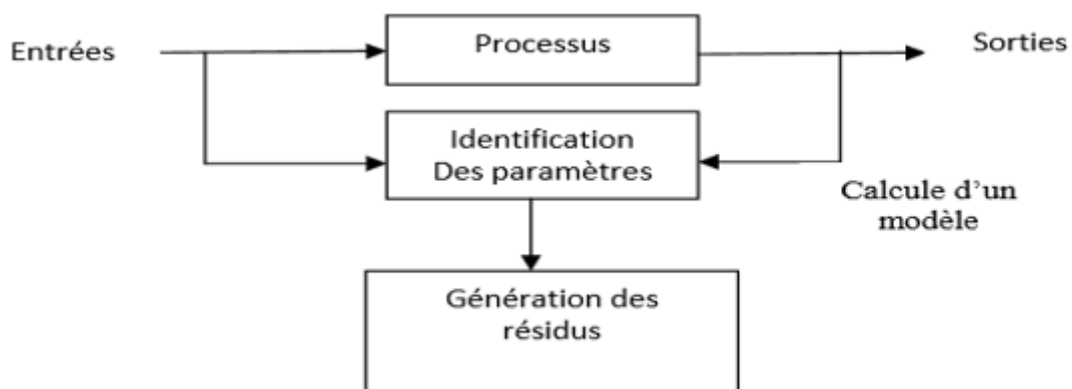 Entrées
Processus
Sorties
Identification
Des paramètres
Calcule d'un
modèle
Génération des
résidus